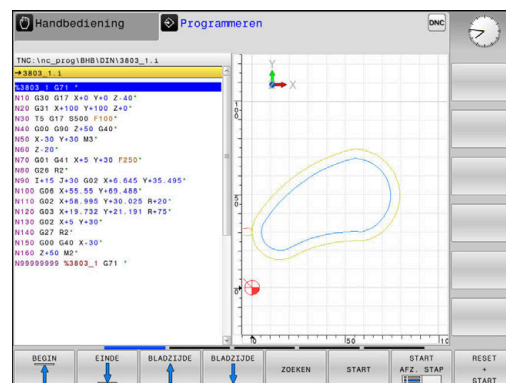 Handbediening
Programmeren
DNC
TNC:\nc_prog\BHB\DIN\3803_1.i
→3803_1.i
%3803_1 G71 *
N10 G30 G17 X+0 Y+0 Z-40*
N20 G31 X+100 Y+100 Z+0*
N30 T5 G17 S500 F100*
N40 G00 G90 Z+50 G40*
N50 X-30 Y+30 M3*
N60 Z-20*
N70 G01 G41 X+5 Y+30 F250*
N80 G26 R2*
N90 I+15 J+30 G02 X+6.645 Y+35.495*
N100 G06 X+55.55 Y+69.488*
N110 G02 X+58.995 Y+30.025 R+20*
N120 G03 X+19.732 Y+21.191 R+75*
N130 G02 X+5 Y+30*
N140 G27 R2*
N150 G00 G40 X-30*
N160 Z+50 M2*
N99999999 %3803_1 G71 *
Y
X
100
50
0
0
50
10
BEGIN
EINDE
BLADZIJDE
BLADZIJDE
ZOEKEN
START
START
AFZ. STAP
RESET
+
START